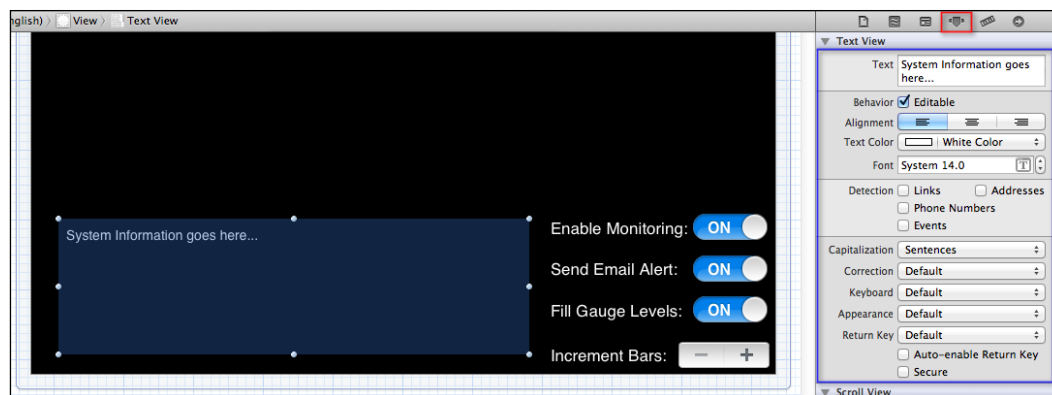 nglish) View Text View
System Information goes here...
Enable Monitoring: ON
Send Email Alert: ON
Fill Gauge Levels: ON
Increment Bars: − +
Text View
Text System Information goes
here...
Behavior Editable
Alignment
Text Color White Color
Font System 14.0 T
Detection Links Addresses
Phone Numbers
Events
Capitalization Sentences
Correction Default
Keyboard Default
Appearance Default
Return Key Default
Auto-enable Return Key
Secure
Scroll View